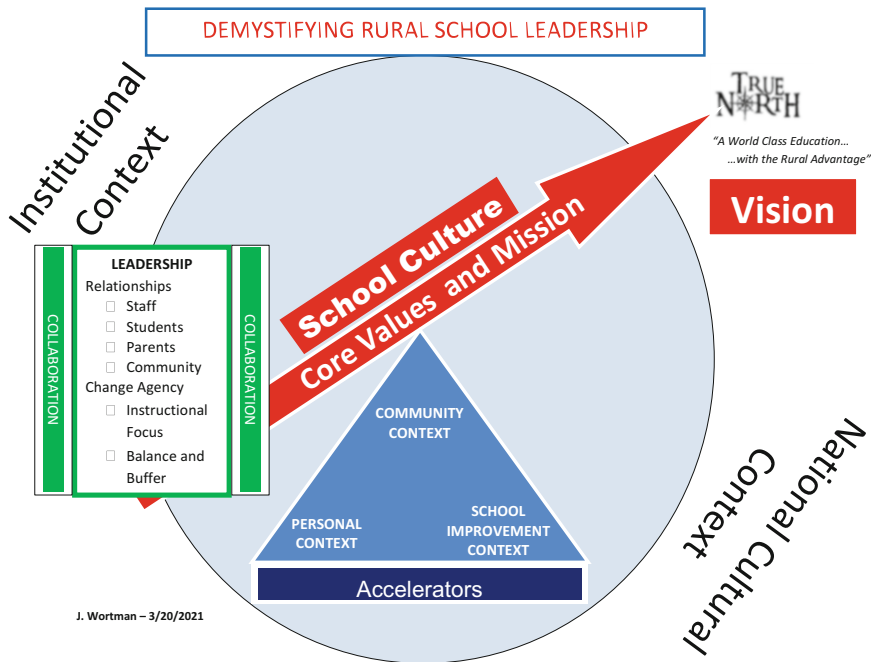 DEMYSTIFYING RURAL SCHOOL LEADERSHIP
Institutional
Context
TRUE
NORTH
"A World Class Education...
...with the Rural Advantage"
Vision
School Culture
Core Values and Mission
COLLABORATION
LEADERSHIP
Relationships
Staff
Students
Parents
Community
Change Agency
Instructional
Focus
Balance and
Buffer
COLLABORATION
COMMUNITY
CONTEXT
PERSONAL
CONTEXT
SCHOOL
IMPROVEMENT
CONTEXT
Accelerators
National Cultural
Context
J. Wortman – 3/20/2021